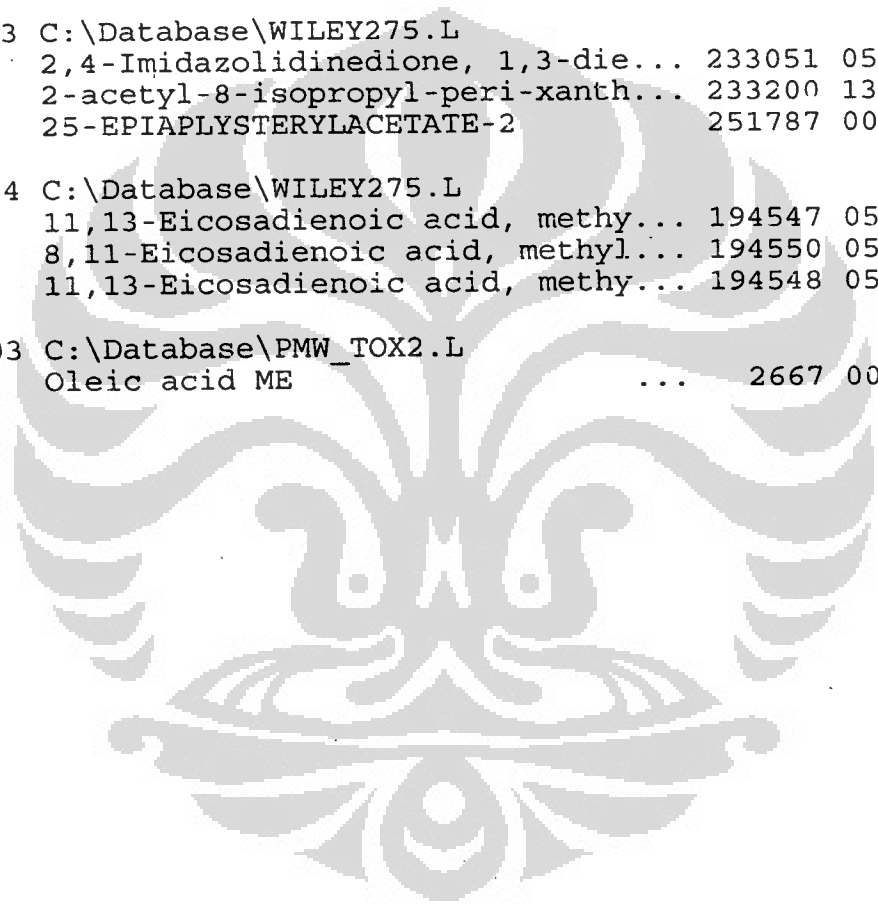 3 C:\Database\WILEY275.L
2,4-Imidazolidinedione, 1,3-die... 233051 05
2-acetyl-8-isopropyl-peri-xanth... 233200 13
25-EPIAPLYSTERYLACETATE-2 251787 00
4 C:\Database\WILEY275.L
11,13-Eicosadienoic acid, methy... 194547 05
8,11-Eicosadienoic acid, methyl... 194550 05
11,13-Eicosadienoic acid, methy... 194548 05
03 C:\Database\PMW_TOX2.L
Oleic acid ME ... 2667 00